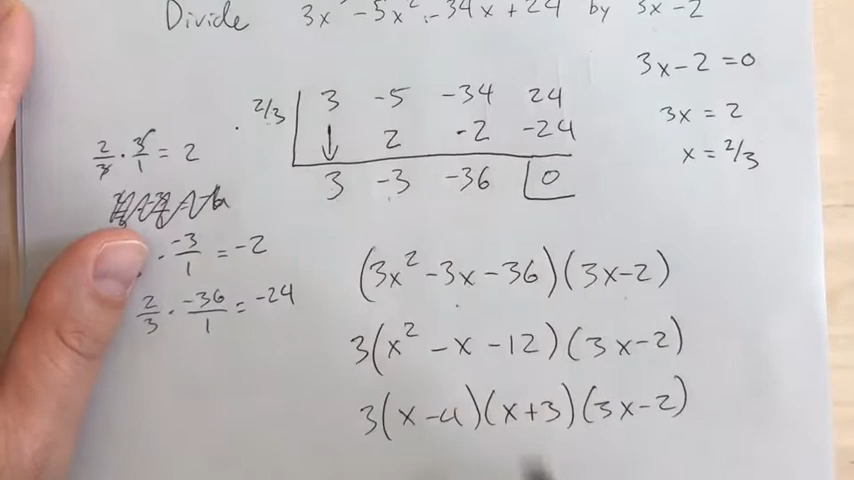 Divide 3x³ -5x² -34x + 24 by 3x - 2
3x - 2 = 0
3x = 2
x = 2/3
2/3 | 3 -5 -34 24
↓ 2 -2 -24
3 -3 -36 0
2/3 · 3/1 = 2
· -3/1 = -2
2/3 · -36/1 = -24
(3x² - 3x - 36)(3x - 2)
3(x² - x - 12)(3x - 2)
3(x - 4)(x + 3)(3x - 2)